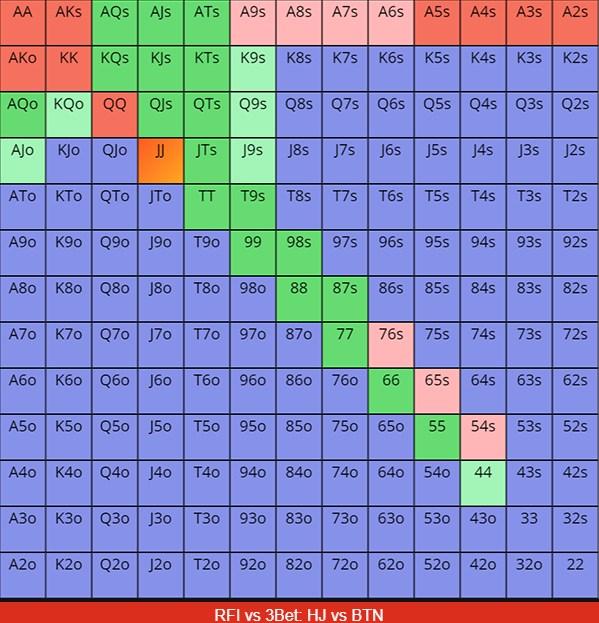 AA AKs AQs AJs ATs A9s A8s A7s A6s A5s A4s A3s A2s
AKo KK KQs KJs KTs K9s K8s K7s K6s K5s K4s K3s K2s
AQo KQo QQ QJs QTs Q9s Q8s Q7s Q6s Q5s Q4s Q3s Q2s
AJo KJo QJo JJ JTs J9s J8s J7s J6s J5s J4s J3s J2s
ATo KTo QTo JTo TT T9s T8s T7s T6s T5s T4s T3s T2s
A9o K9o Q9o J9o T9o 99 98s 97s 96s 95s 94s 93s 92s
A8o K8o Q8o J8o T8o 98o 88 87s 86s 85s 84s 83s 82s
A7o K7o Q7o J7o T7o 97o 87o 77 76s 75s 74s 73s 72s
A6o K6o Q6o J6o T6o 96o 86o 76o 66 65s 64s 63s 62s
A5o K5o Q5o J5o T5o 95o 85o 75o 65o 55 54s 53s 52s
A4o K4o Q4o J4o T4o 94o 84o 74o 64o 54o 44 43s 42s
A3o K3o Q3o J3o T3o 93o 83o 73o 63o 53o 43o 33 32s
A2o K2o Q2o J2o T2o 92o 82o 72o 62o 52o 42o 32o 22
RFI vs 3Bet: HJ vs BTN